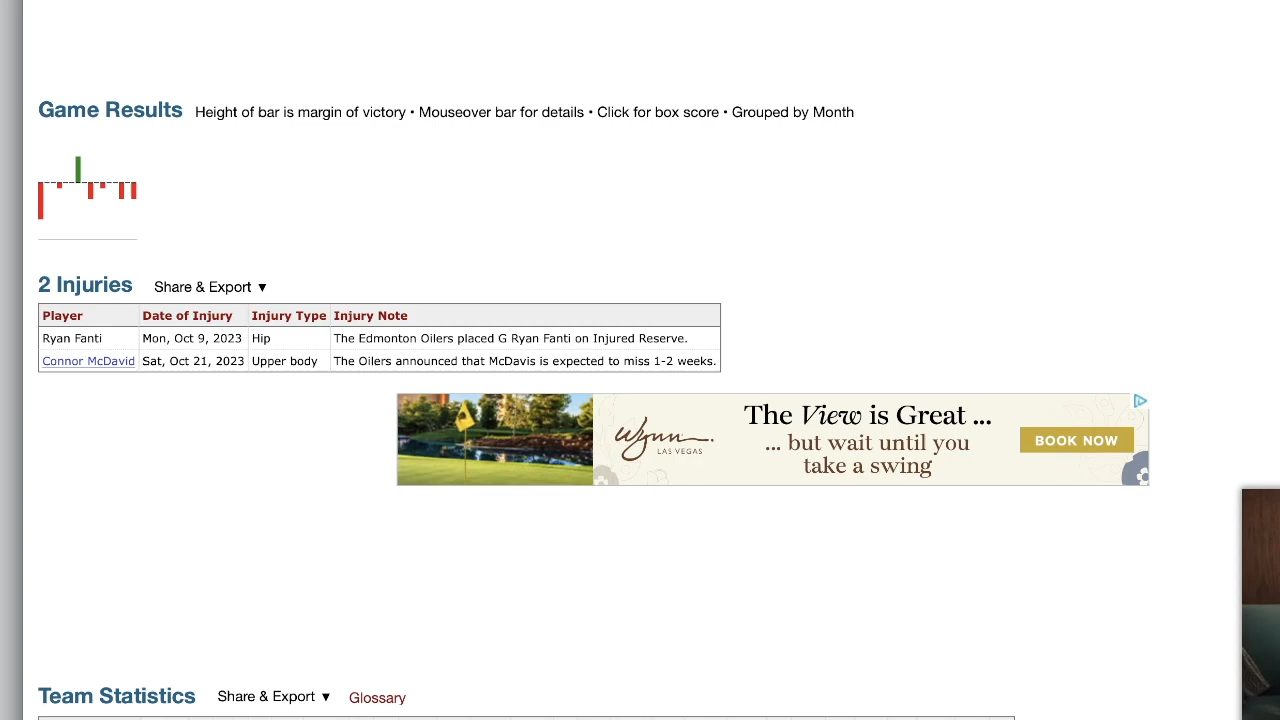 Game Results Height of bar is margin of victory • Mouseover bar for details • Click for box score • Grouped by Month
2 Injuries Share & Export ▼
Player Date of Injury Injury Type Injury Note
Ryan Fanti Mon, Oct 9, 2023 Hip The Edmonton Oilers placed G Ryan Fanti on Injured Reserve.
Connor McDavid Sat, Oct 21, 2023 Upper body The Oilers announced that McDavis is expected to miss 1-2 weeks.
The View is Great ...
... but wait until you
take a swing
Wynn
LAS VEGAS
BOOK NOW
Team Statistics Share & Export ▼ Glossary